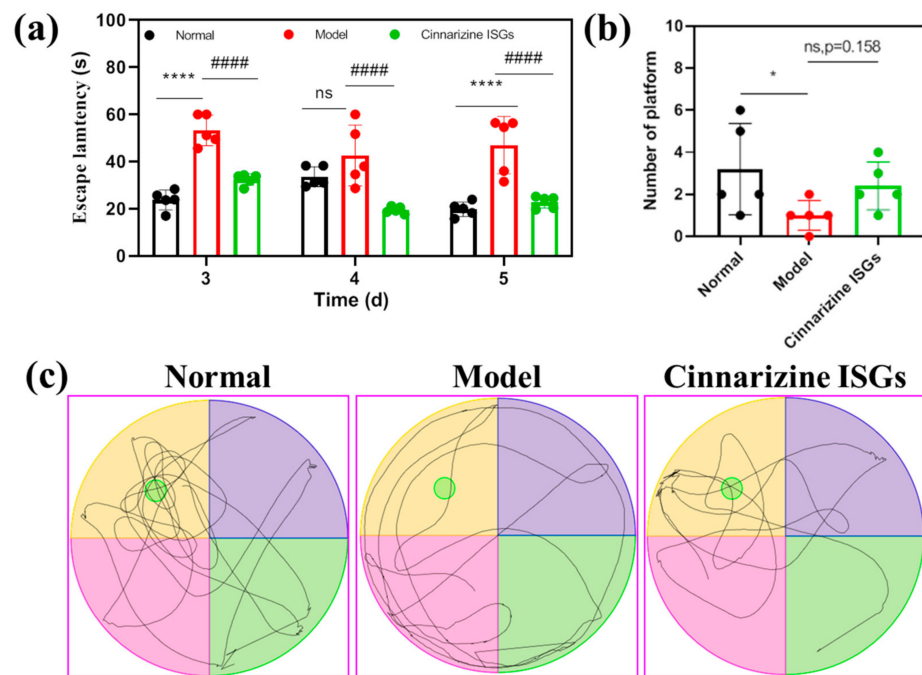 (a)
Normal
Model
Cinnarizine ISGs
Escape lamtency (s)
100
80
60
40
20
0
****
####
ns
####
****
####
3
4
5
Time (d)
(b)
Number of platform
10
8
6
4
2
0
*
ns,p=0.158
Normal
Model
Cinnarizine ISGs
(c)
Normal
Model
Cinnarizine ISGs